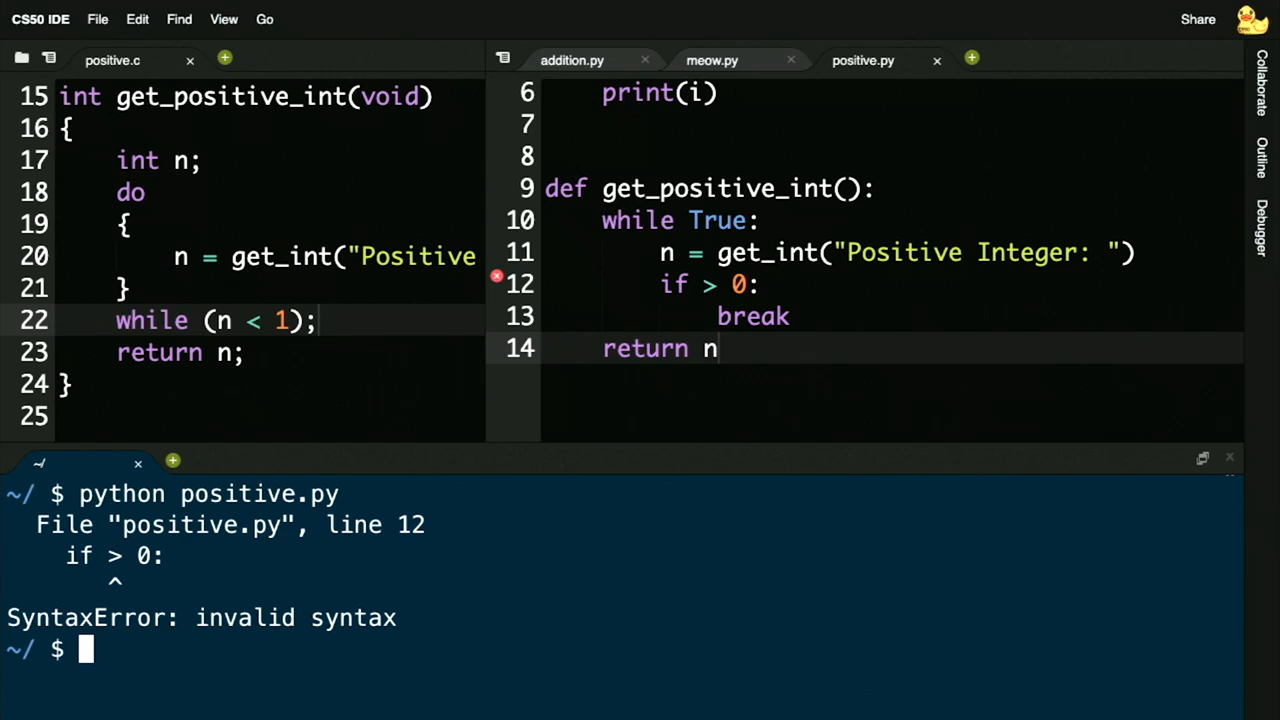 CS50 IDE File Edit Find View Go Share
positive.c × addition.py × meow.py × positive.py ×
15 int get_positive_int(void)
16 {
17 int n;
18 do
19 {
20 n = get_int("Positive
21 }
22 while (n < 1);
23 return n;
24 }
25
6 print(i)
7
8
9 def get_positive_int():
10 while True:
11 n = get_int("Positive Integer: ")
12 if > 0:
13 break
14 return n
Collaborate
Outline
Debugger
~/ ×
~/ $ python positive.py
File "positive.py", line 12
if > 0:
^
SyntaxError: invalid syntax
~/ $